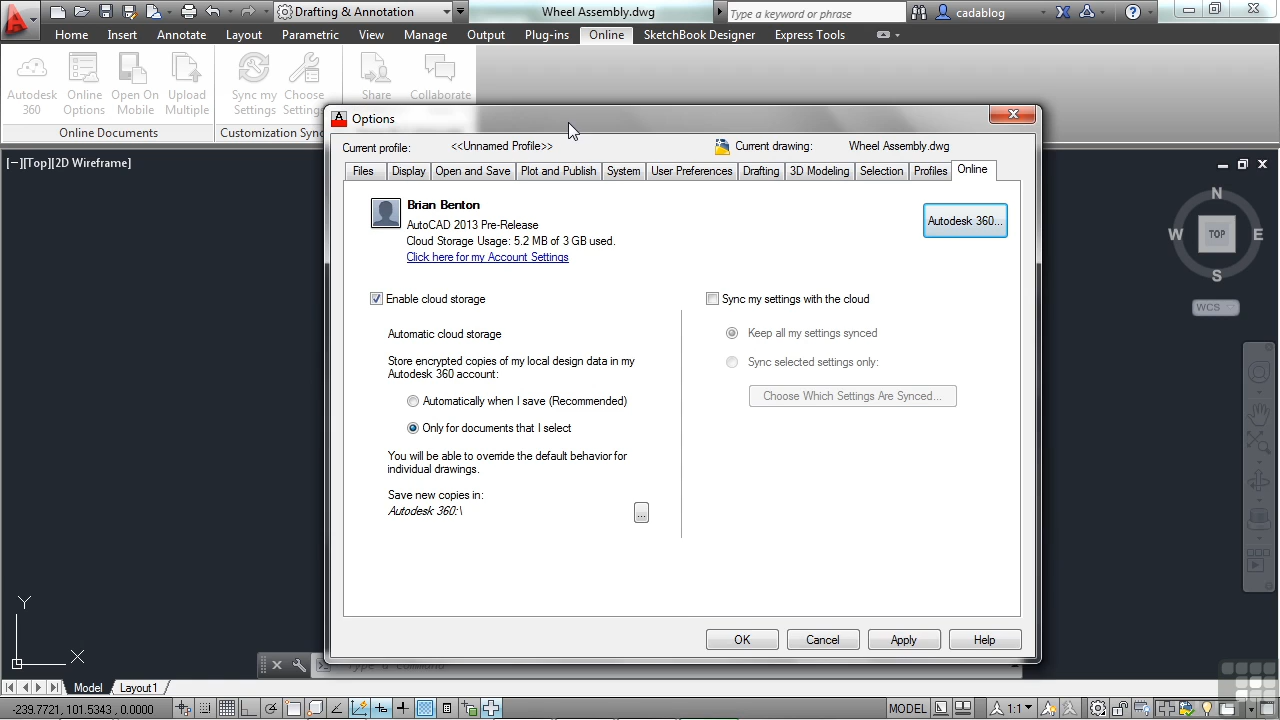 Drafting & Annotation
Wheel Assembly.dwg
Type a keyword or phrase
cadablog
Home Insert Annotate Layout Parametric View Manage Output Plug-ins Online SketchBook Designer Express Tools
Autodesk 360
Online Options
Open On Mobile
Upload Multiple
Sync my Settings
Choose Settings
Share
Collaborate
Online Documents
Customization Sync
Options
Current profile: <<Unnamed Profile>> Current drawing: Wheel Assembly.dwg
[−][Top][2D Wireframe]
Files Display Open and Save Plot and Publish System User Preferences Drafting 3D Modeling Selection Profiles Online
Brian Benton
AutoCAD 2013 Pre-Release
Cloud Storage Usage: 5.2 MB of 3 GB used.
Click here for my Account Settings
Autodesk 360...
Enable cloud storage
Automatic cloud storage
Store encrypted copies of my local design data in my
Autodesk 360 account:
Automatically when I save (Recommended)
Only for documents that I select
You will be able to override the default behavior for
individual drawings.
Save new copies in:
Autodesk 360:\
...
Sync my settings with the cloud
Keep all my settings synced
Sync selected settings only:
Choose Which Settings Are Synced...
OK Cancel Apply Help
N
W TOP E
S
WCS
Y
X
Type a command
Model Layout1
-239.7721, 101.5343, 0.0000
MODEL
1:1